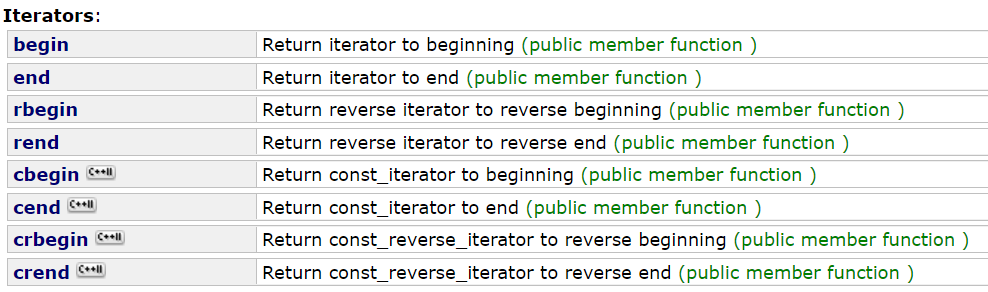 Iterators:
begin Return iterator to beginning (public member function )
end Return iterator to end (public member function )
rbegin Return reverse iterator to reverse beginning (public member function )
rend Return reverse iterator to reverse end (public member function )
cbegin C++11 Return const_iterator to beginning (public member function )
cend C++11 Return const_iterator to end (public member function )
crbegin C++11 Return const_reverse_iterator to reverse beginning (public member function )
crend C++11 Return const_reverse_iterator to reverse end (public member function )